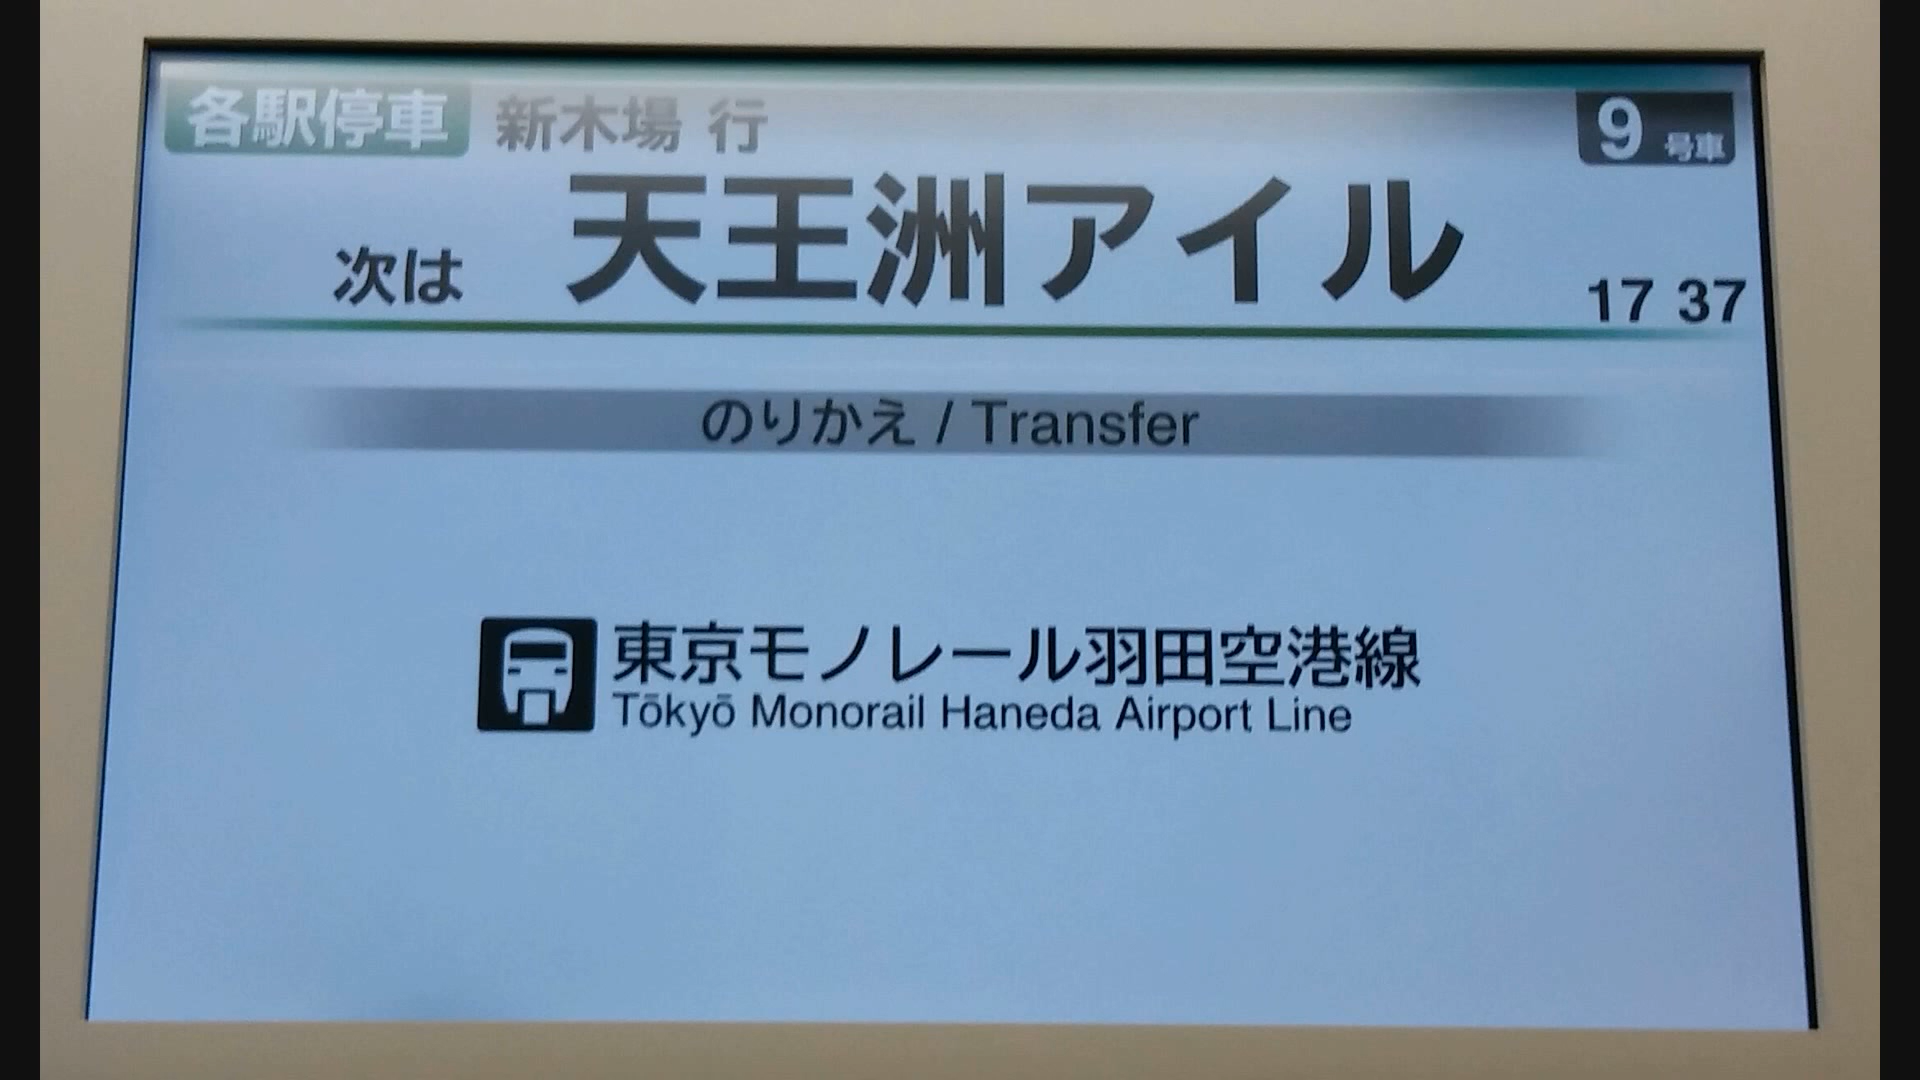 各駅停車 新木場 行 9 号車
次は 天王洲アイル 17 37
のりかえ / Transfer
東京モノレール羽田空港線
Tōkyō Monorail Haneda Airport Line